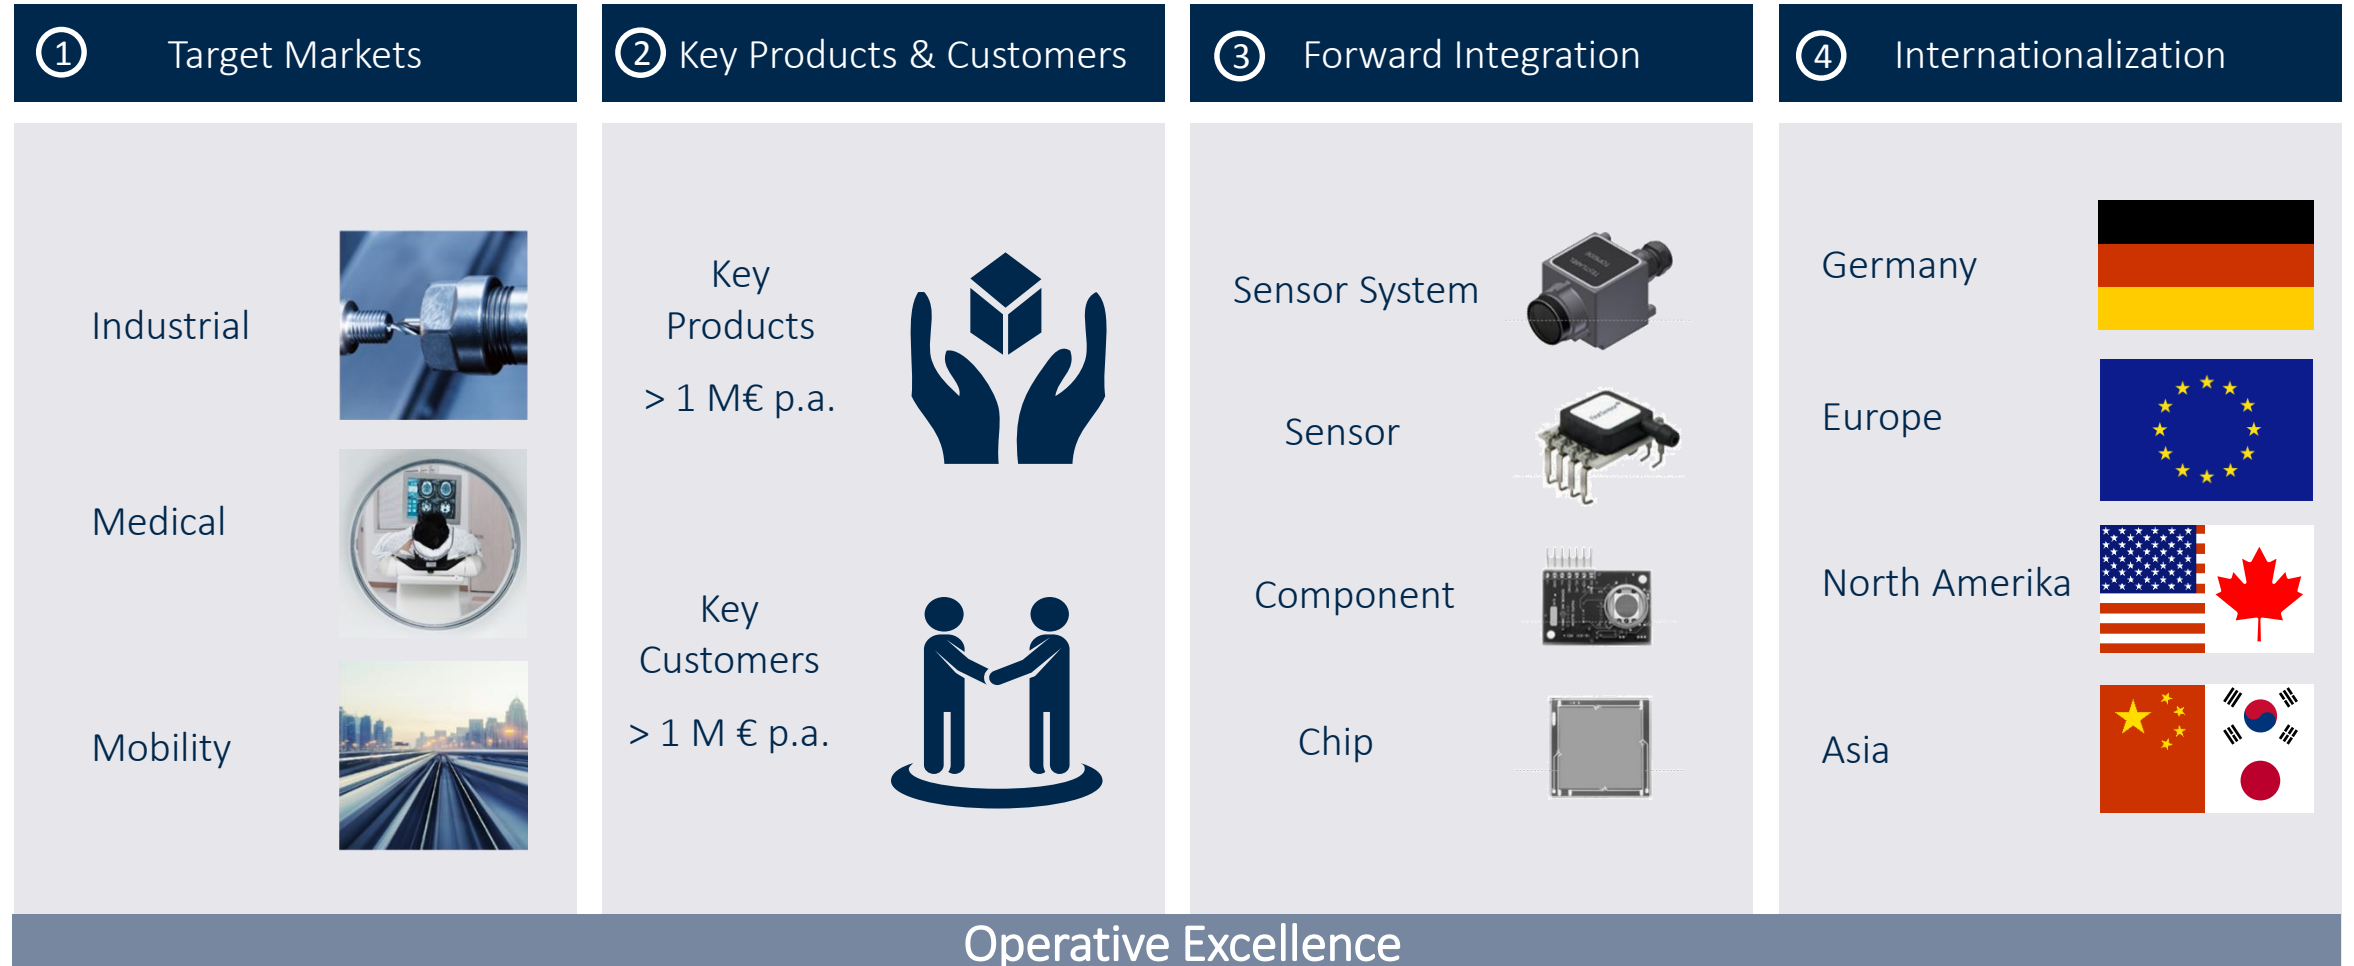 1 Target Markets
Industrial
Medical
Mobility
2 Key Products & Customers
Key
Products
> 1 M€ p.a.
Key
Customers
> 1 M € p.a.
3 Forward Integration
Sensor System
Sensor
Component
Chip
4 Internationalization
Germany
Europe
North Amerika
Asia
Operative Excellence